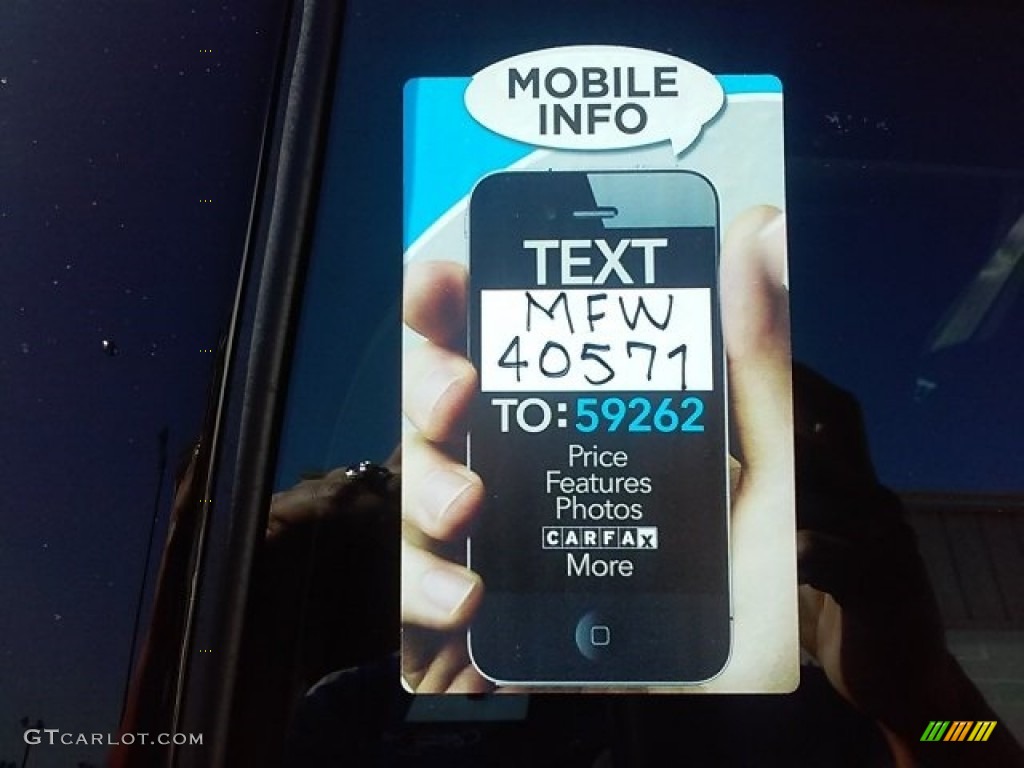 MOBILE
INFO
TEXT
MFW
40571
TO: 59262
Price
Features
Photos
CARFAX
More
GTCARLOT.COM